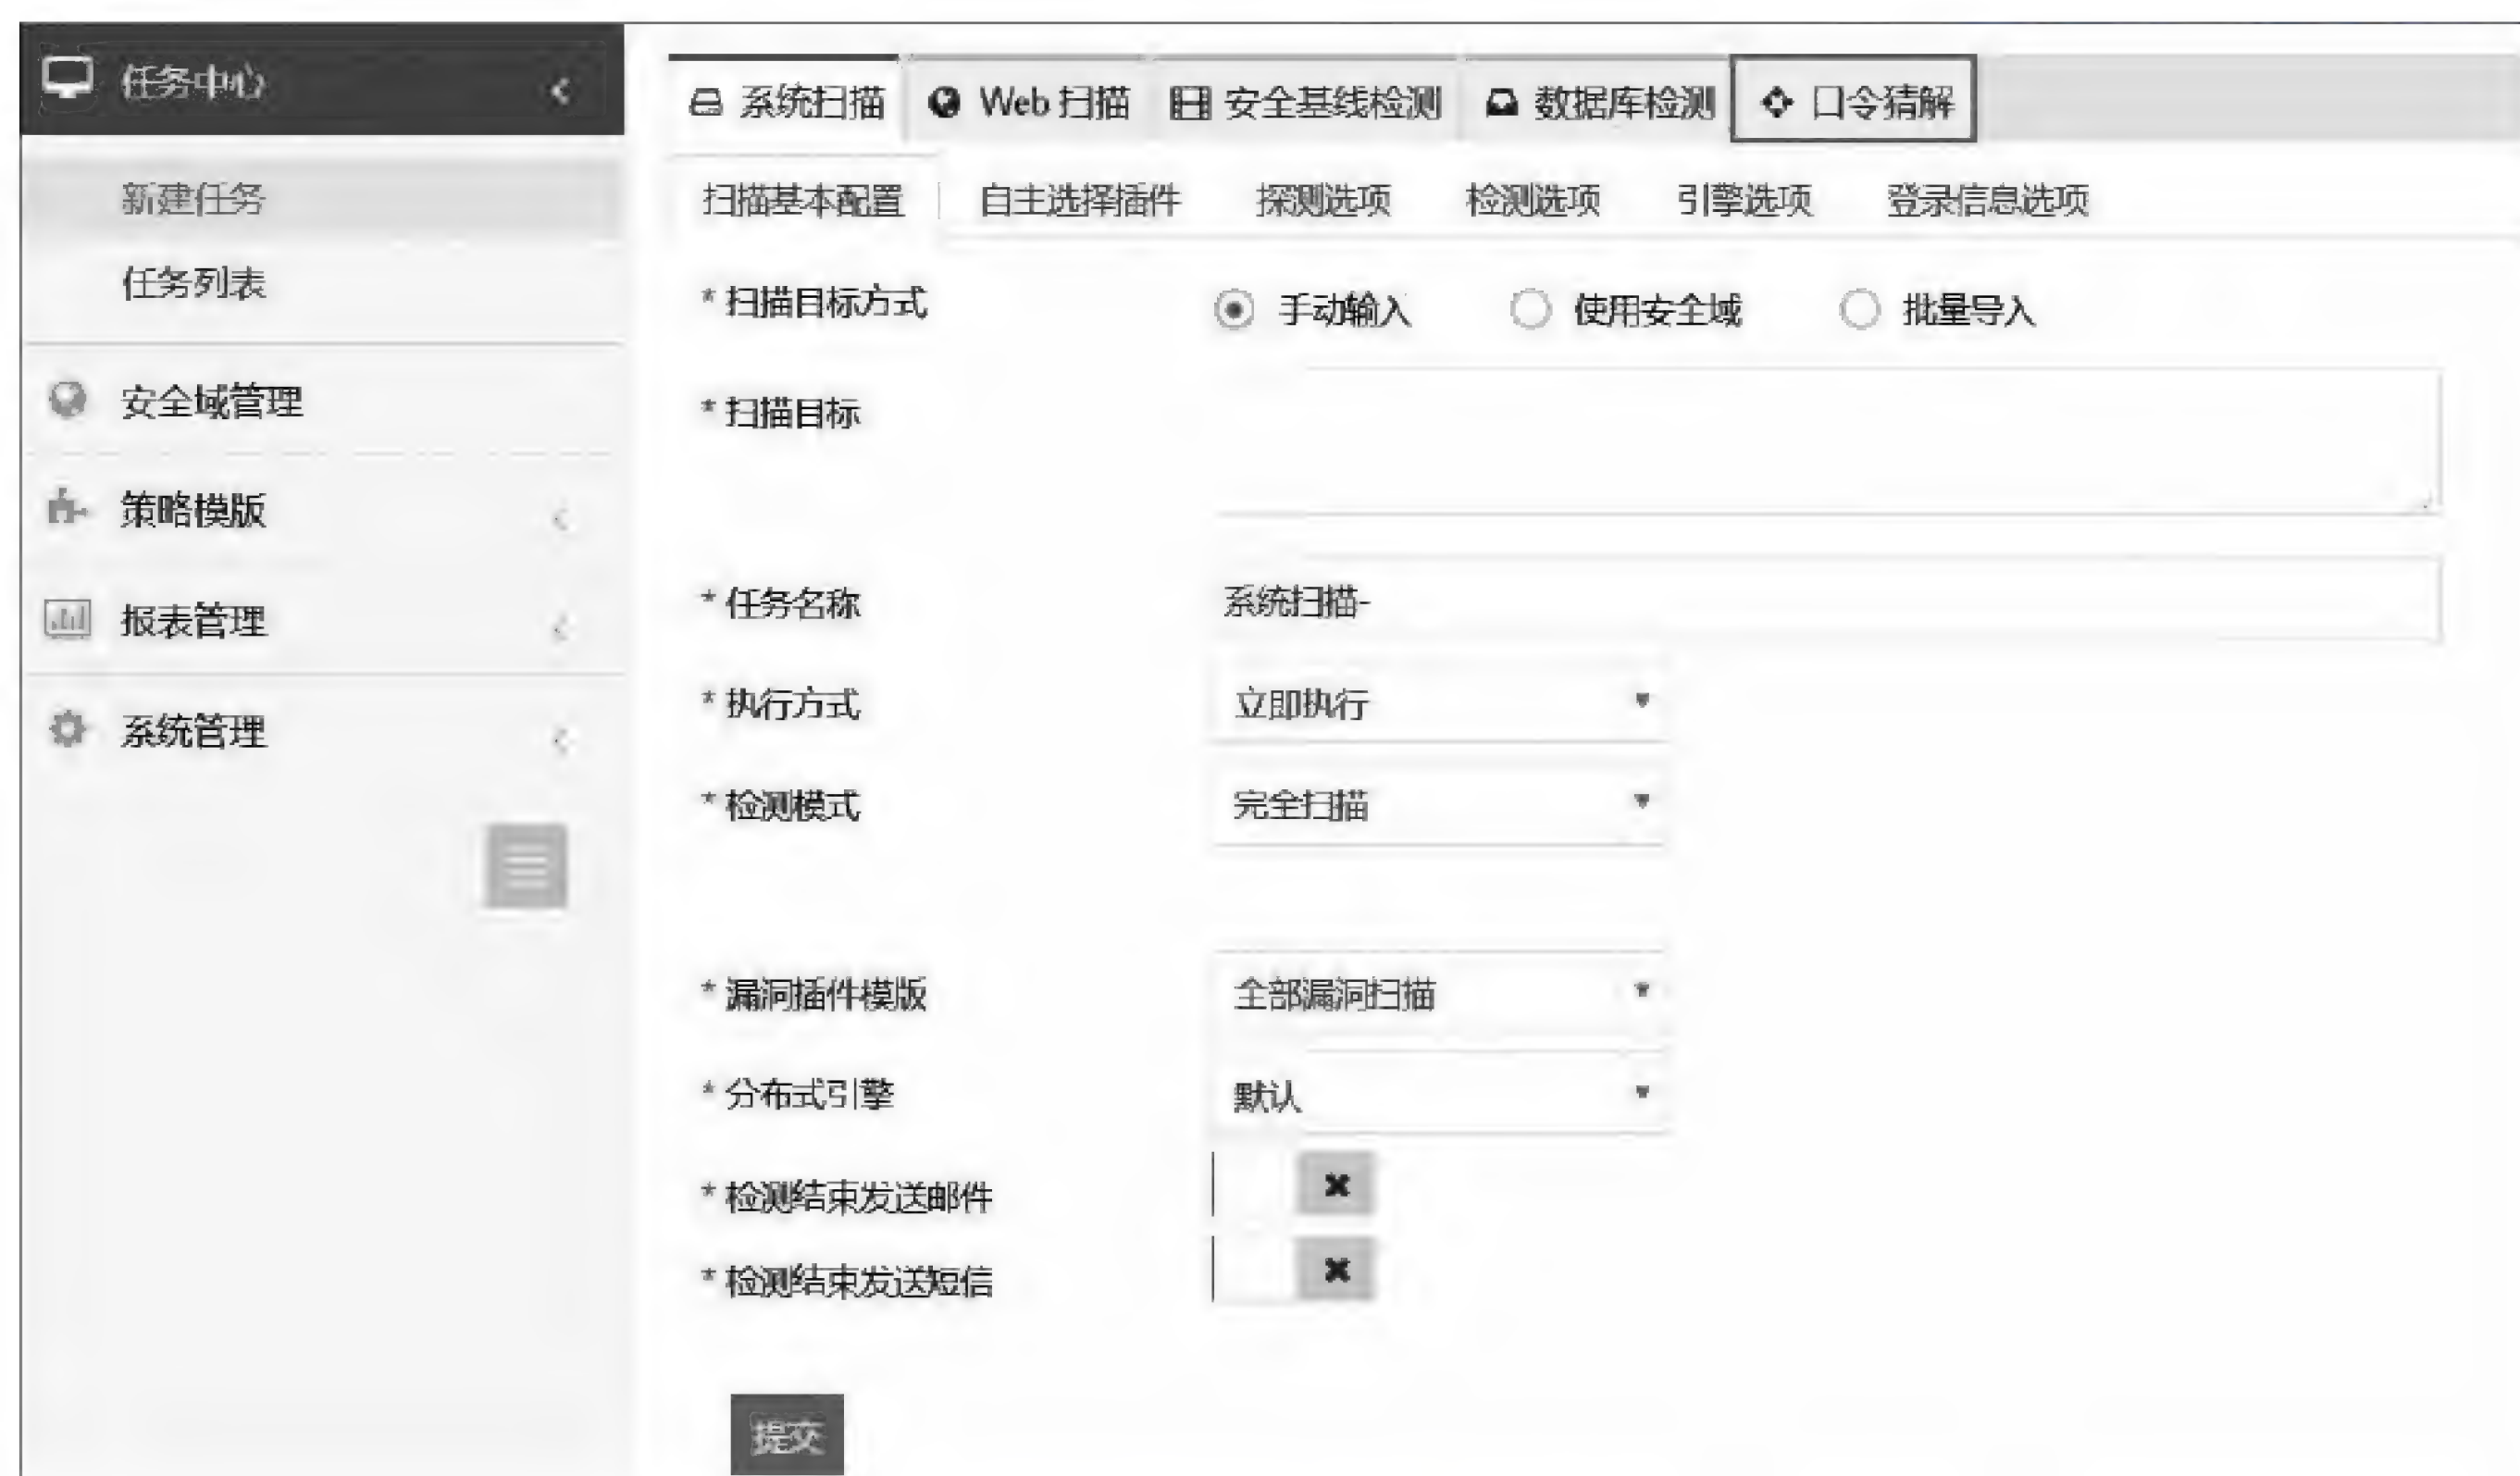 任务中心
新建任务
任务列表
安全域管理
策略模版
报表管理
系统管理
系统扫描 Web 扫描 安全基线检测 数据库检测 口令猜解
扫描基本配置 自主选择插件 探测选项 检测选项 引擎选项 登录信息选项
* 扫描目标方式 手动输入 使用安全域 批量导入
* 扫描目标
* 任务名称 系统扫描-
* 执行方式 立即执行
* 检测模式 完全扫描
* 漏洞插件模版 全部漏洞扫描
* 分布式引擎 默认
* 检测结束发送邮件
* 检测结束发送短信
提交